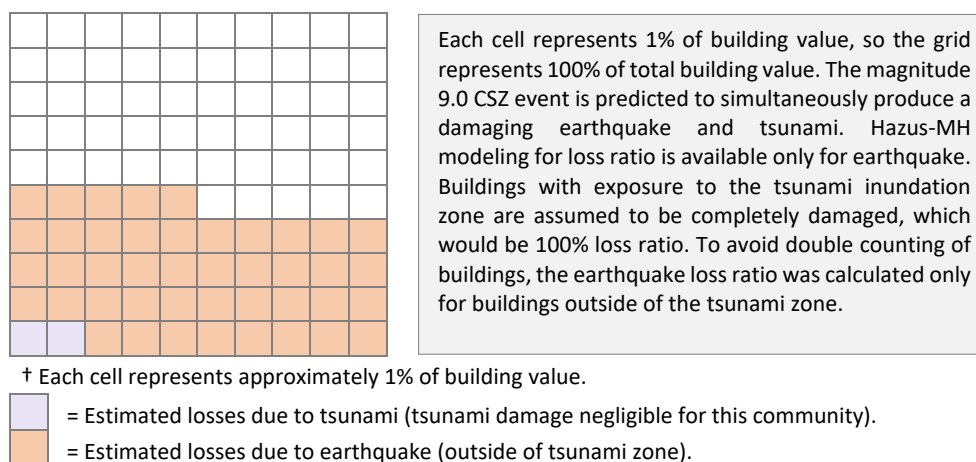 Each cell represents 1% of building value, so the grid
represents 100% of total building value. The magnitude
9.0 CSZ event is predicted to simultaneously produce a
damaging earthquake and tsunami. Hazus-MH
modeling for loss ratio is available only for earthquake.
Buildings with exposure to the tsunami inundation
zone are assumed to be completely damaged, which
would be 100% loss ratio. To avoid double counting of
buildings, the earthquake loss ratio was calculated only
for buildings outside of the tsunami zone.
† Each cell represents approximately 1% of building value.
= Estimated losses due to tsunami (tsunami damage negligible for this community).
= Estimated losses due to earthquake (outside of tsunami zone).